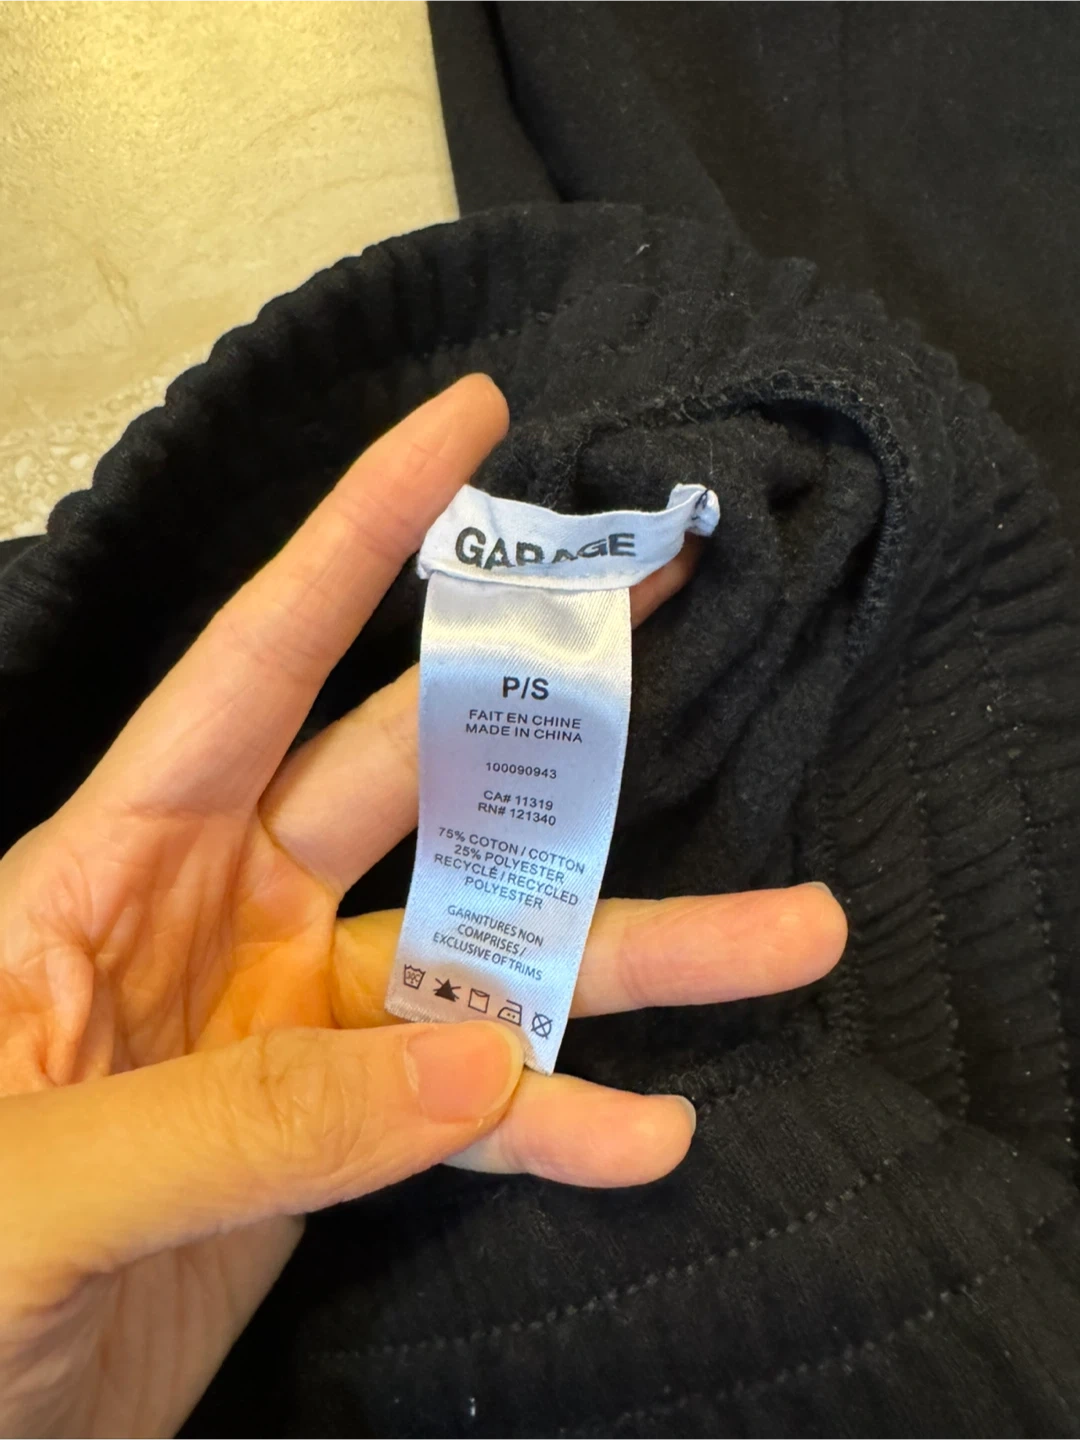 GARAGE
P/S
FAIT EN CHINE
MADE IN CHINA
100090943
CA# 11319
RN# 121340
75% COTON / COTTON
25% POLYESTER
RECYCLÉ / RECYCLED
POLYESTER
GARNITURES NON
COMPRISES /
EXCLUSIVE OF TRIMS
30C